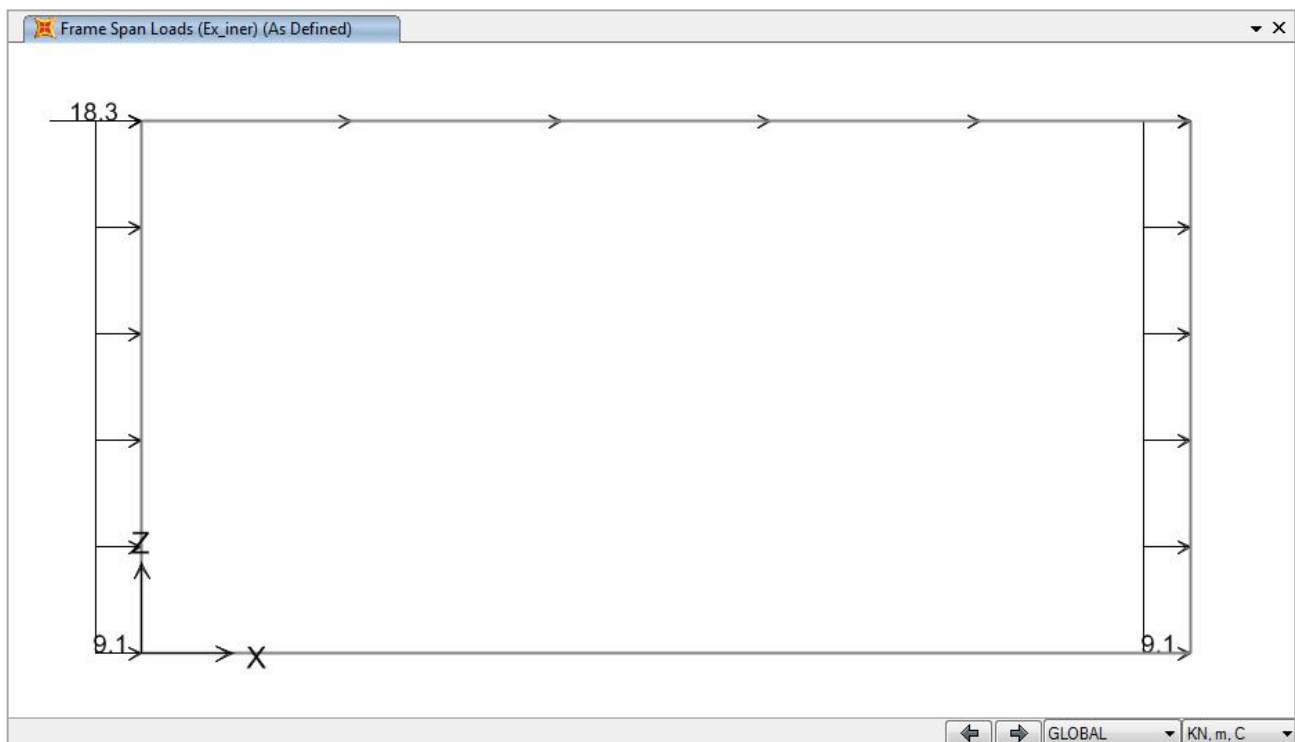 Frame Span Loads (Ex_iner) (As Defined)
18.3
Z
9.1
X
9.1
GLOBAL
KN, m, C